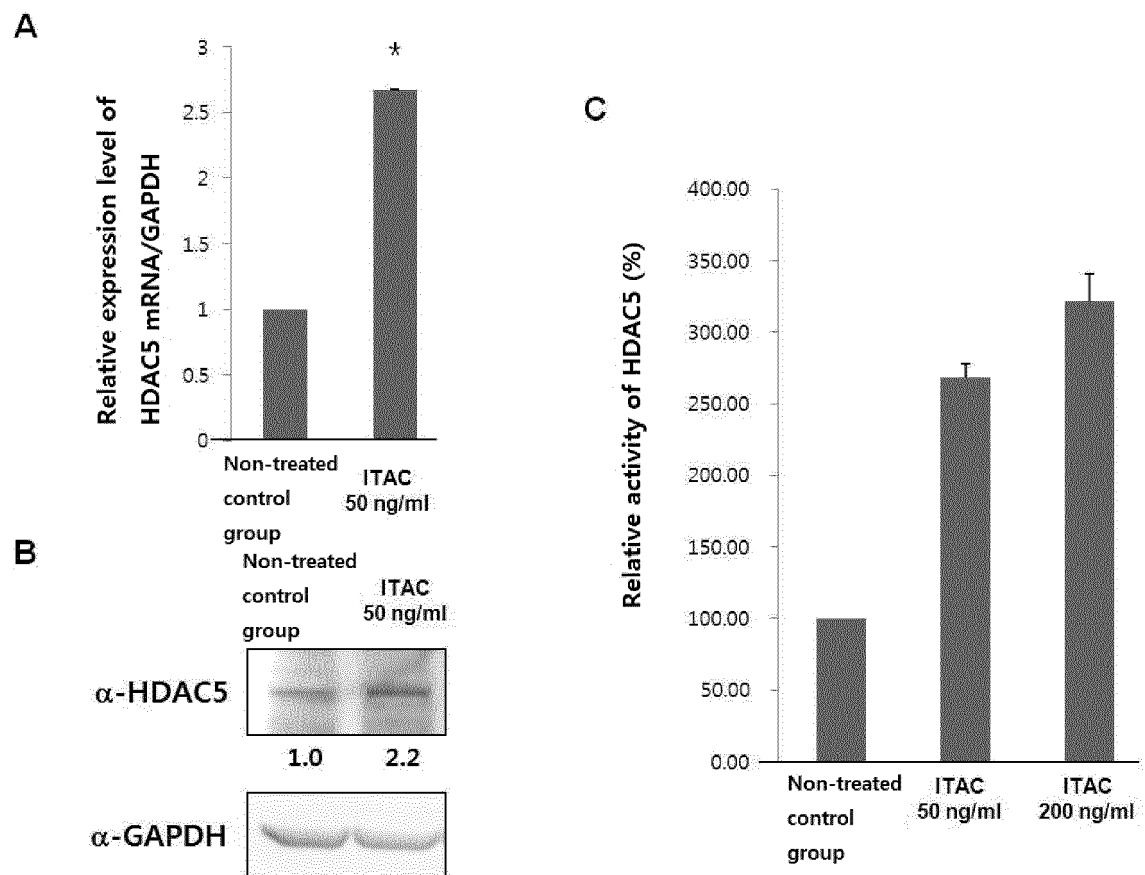 A
Relative expression level of
HDAC5 mRNA/GAPDH
3
2.5
2
1.5
1
0.5
0
*
Non-treated
control
group
ITAC
50 ng/ml
B
Non-treated
control
group
ITAC
50 ng/ml
α-HDAC5
1.0
2.2
α-GAPDH
C
Relative activity of HDAC5 (%)
400.00
350.00
300.00
250.00
200.00
150.00
100.00
50.00
0.00
Non-treated
control
group
ITAC
50 ng/ml
ITAC
200 ng/ml